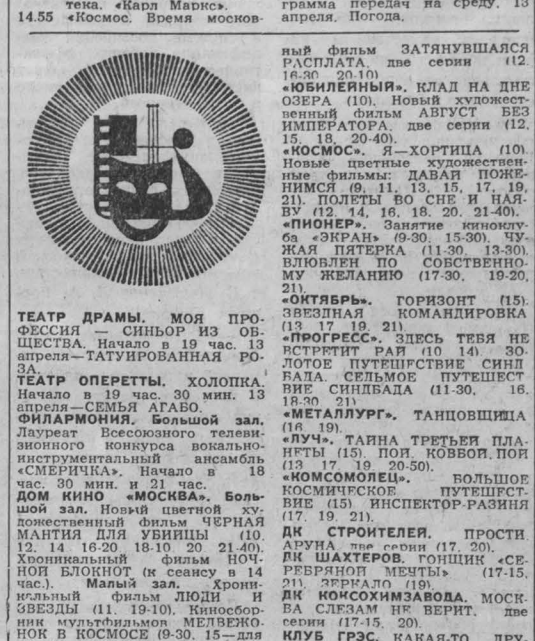 тека. «Карл Маркс».
14.55 «Космос. Время москов-
грамма передач на среду, 13
апреля. Погода.
ТЕАТР ДРАМЫ. МОЯ ПРО-
ФЕССИЯ — СИНЬОР ИЗ ОБ-
ЩЕСТВА. Начало в 19 час. 13
апреля—ТАТУИРОВАННАЯ РО-
ЗА.
ТЕАТР ОПЕРЕТТЫ. ХОЛОПКА.
Начало в 19 час. 30 мин. 13
апреля—СЕМЬЯ АГАБО.
ФИЛАРМОНИЯ. Большой зал.
Лауреат Всесоюзного телеви-
зионного конкурса вокально-
инструментальный ансамбль
«СМЕРИЧКА». Начало в 18
час. 30 мин. и 21 час.
ДОМ КИНО «МОСКВА». Боль-
шой зал. Новый цветной ху-
дожественный фильм ЧЕРНАЯ
МАНТИЯ ДЛЯ УБИЙЦЫ (10,
12, 14, 16-20, 18-10, 20, 21-40).
Хроникальный фильм НОЧ-
НОЙ БЛОКНОТ (к сеансу в 14
час.). Малый зал. Хрони-
кальный фильм ЛЮДИ И
ЗВЕЗДЫ (11, 19-10). Киносбор-
ник мультфильмов МЕДВЕЖО-
НОК В КОСМОСЕ (9-30, 15—для
ный фильм ЗАТЯНУВШАЯСЯ
РАСПЛАТА, две серии (12,
16-30, 20-10)
«ЮБИЛЕЙНЫЙ». КЛАД НА ДНЕ
ОЗЕРА (10). Новый художест-
венный фильм АВГУСТ БЕЗ
ИМПЕРАТОРА, две серии (12,
15, 18, 20-40).
«КОСМОС». Я—ХОРТИЦА (10).
Новые цветные художествен-
ные фильмы: ДАВАЙ ПОЖЕ-
НИМСЯ (9, 11, 13, 15, 17, 19,
21). ПОЛЕТЫ ВО СНЕ И НАЯ-
ВУ (12, 14, 16, 18, 20, 21-40).
«ПИОНЕР». Занятие киноклу-
ба «ЭКРАН» (9-30, 15-30). ЧУ-
ЖАЯ ПЯТЕРКА (11-30, 13-30).
ВЛЮБЛЕН ПО СОБСТВЕННО-
МУ ЖЕЛАНИЮ (17-30, 19-20,
21).
«ОКТЯБРЬ». ГОРИЗОНТ (15).
ЗВЕЗДНАЯ КОМАНДИРОВКА
(13, 17, 19, 21).
«ПРОГРЕСС». ЗДЕСЬ ТЕБЯ НЕ
ВСТРЕТИТ РАЙ (10, 14). ЗО-
ЛОТОЕ ПУТЕШЕСТВИЕ СИНД
БАДА. СЕДЬМОЕ ПУТЕШЕСТ-
ВИЕ СИНДБАДА (11-30, 16,
18-30, 21)
«МЕТАЛЛУРГ». ТАНЦОВЩИЦА
(16, 19).
«ЛУЧ». ТАЙНА ТРЕТЬЕЙ ПЛА-
НЕТЫ (15). ПОЙ, КОВБОЙ, ПОЙ
(13, 17, 19, 20-50).
«КОМСОМОЛЕЦ». БОЛЬШОЕ
КОСМИЧЕСКОЕ ПУТЕШЕСТ-
ВИЕ (15). ИНСПЕКТОР-РАЗИНЯ
(17, 19, 21).
ДК СТРОИТЕЛЕЙ. ПРОСТИ,
АРУНА, две серии (17, 20).
ДК ШАХТЕРОВ. ГОНЩИК «СЕ-
РЕБРЯНОЙ МЕЧТЫ» (17-15,
21). ЗЕРКАЛО (19).
ДК КОКСОХИМЗАВОДА. МОСК-
ВА СЛЕЗАМ НЕ ВЕРИТ, две
серии (17-15, 20).
КЛУБ ГРЭС. КАКАЯ-ТО ДРУ-